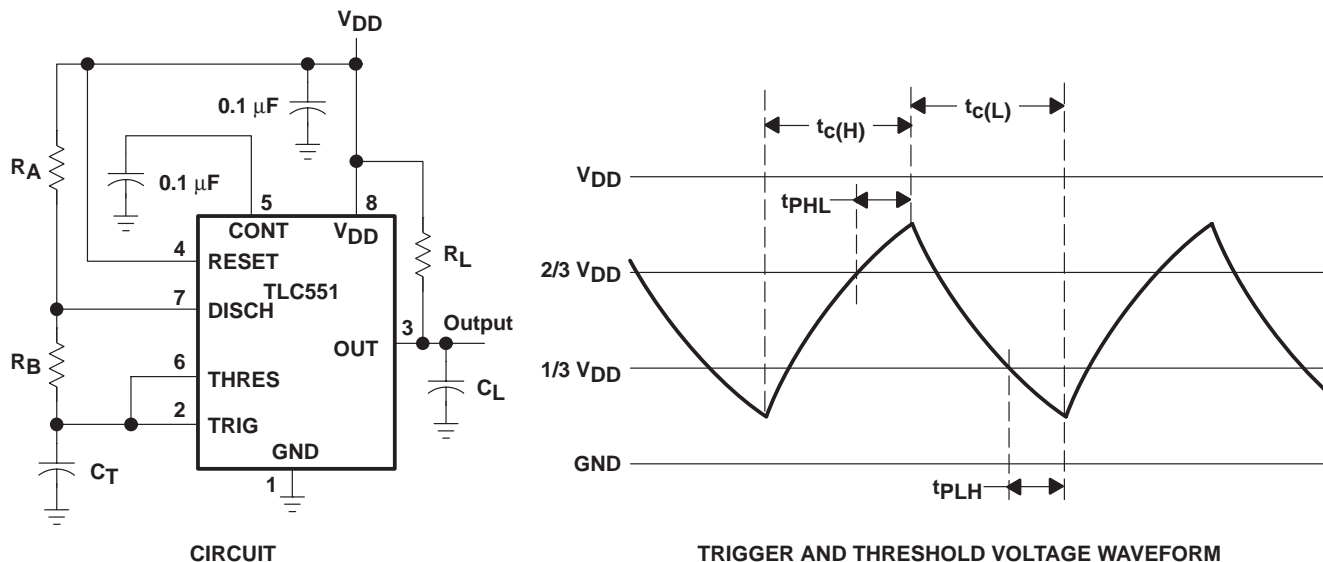 VDD
0.1 μF
RA
0.1 μF
5
8
CONT
VDD
4
RESET
RL
TLC551
7
DISCH
3
Output
OUT
RB
6
THRES
CL
2
TRIG
GND
CT
1
CIRCUIT
tc(H)
tc(L)
VDD
tPHL
2/3 VDD
1/3 VDD
GND
tPLH
TRIGGER AND THRESHOLD VOLTAGE WAVEFORM